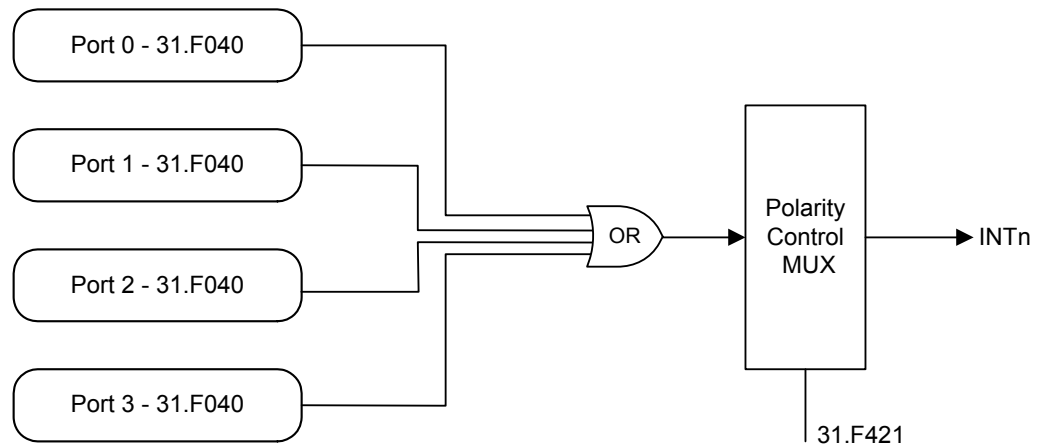 Port 0 - 31.F040
Port 1 - 31.F040
Port 2 - 31.F040
Port 3 - 31.F040
OR
Polarity
Control
MUX
INTn
31.F421